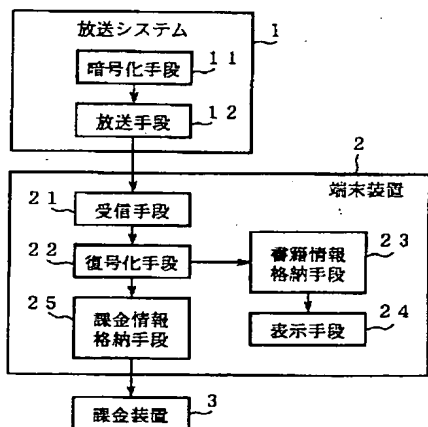 放送システム
1
暗号化手段
11
放送手段
12
2
端末装置
21
受信手段
22
復号化手段
書籍情報
格納手段
23
25
課金情報
格納手段
表示手段
24
課金装置
3